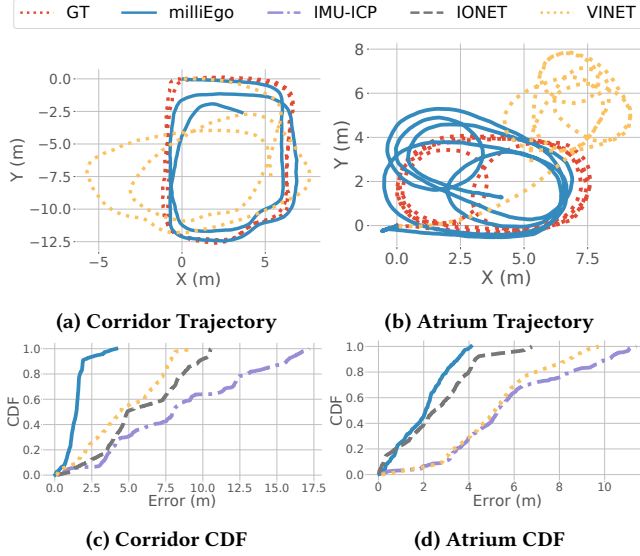 GT milliEgo IMU-ICP IONET VINET
0.0
−2.5
−5.0
−7.5
−10.0
−12.5
Y (m)
−5 0 5
X (m)
8
6
4
2
0
Y (m)
0.0 2.5 5.0 7.5
X (m)
(a) Corridor Trajectory (b) Atrium Trajectory
1.0
0.8
0.6
0.4
0.2
0.0
CDF
0.0 2.5 5.0 7.5 10.0 12.5 15.0 17.5
Error (m)
1.0
0.8
0.6
0.4
0.2
0.0
CDF
0 2 4 6 8 10
Error (m)
(c) Corridor CDF (d) Atrium CDF